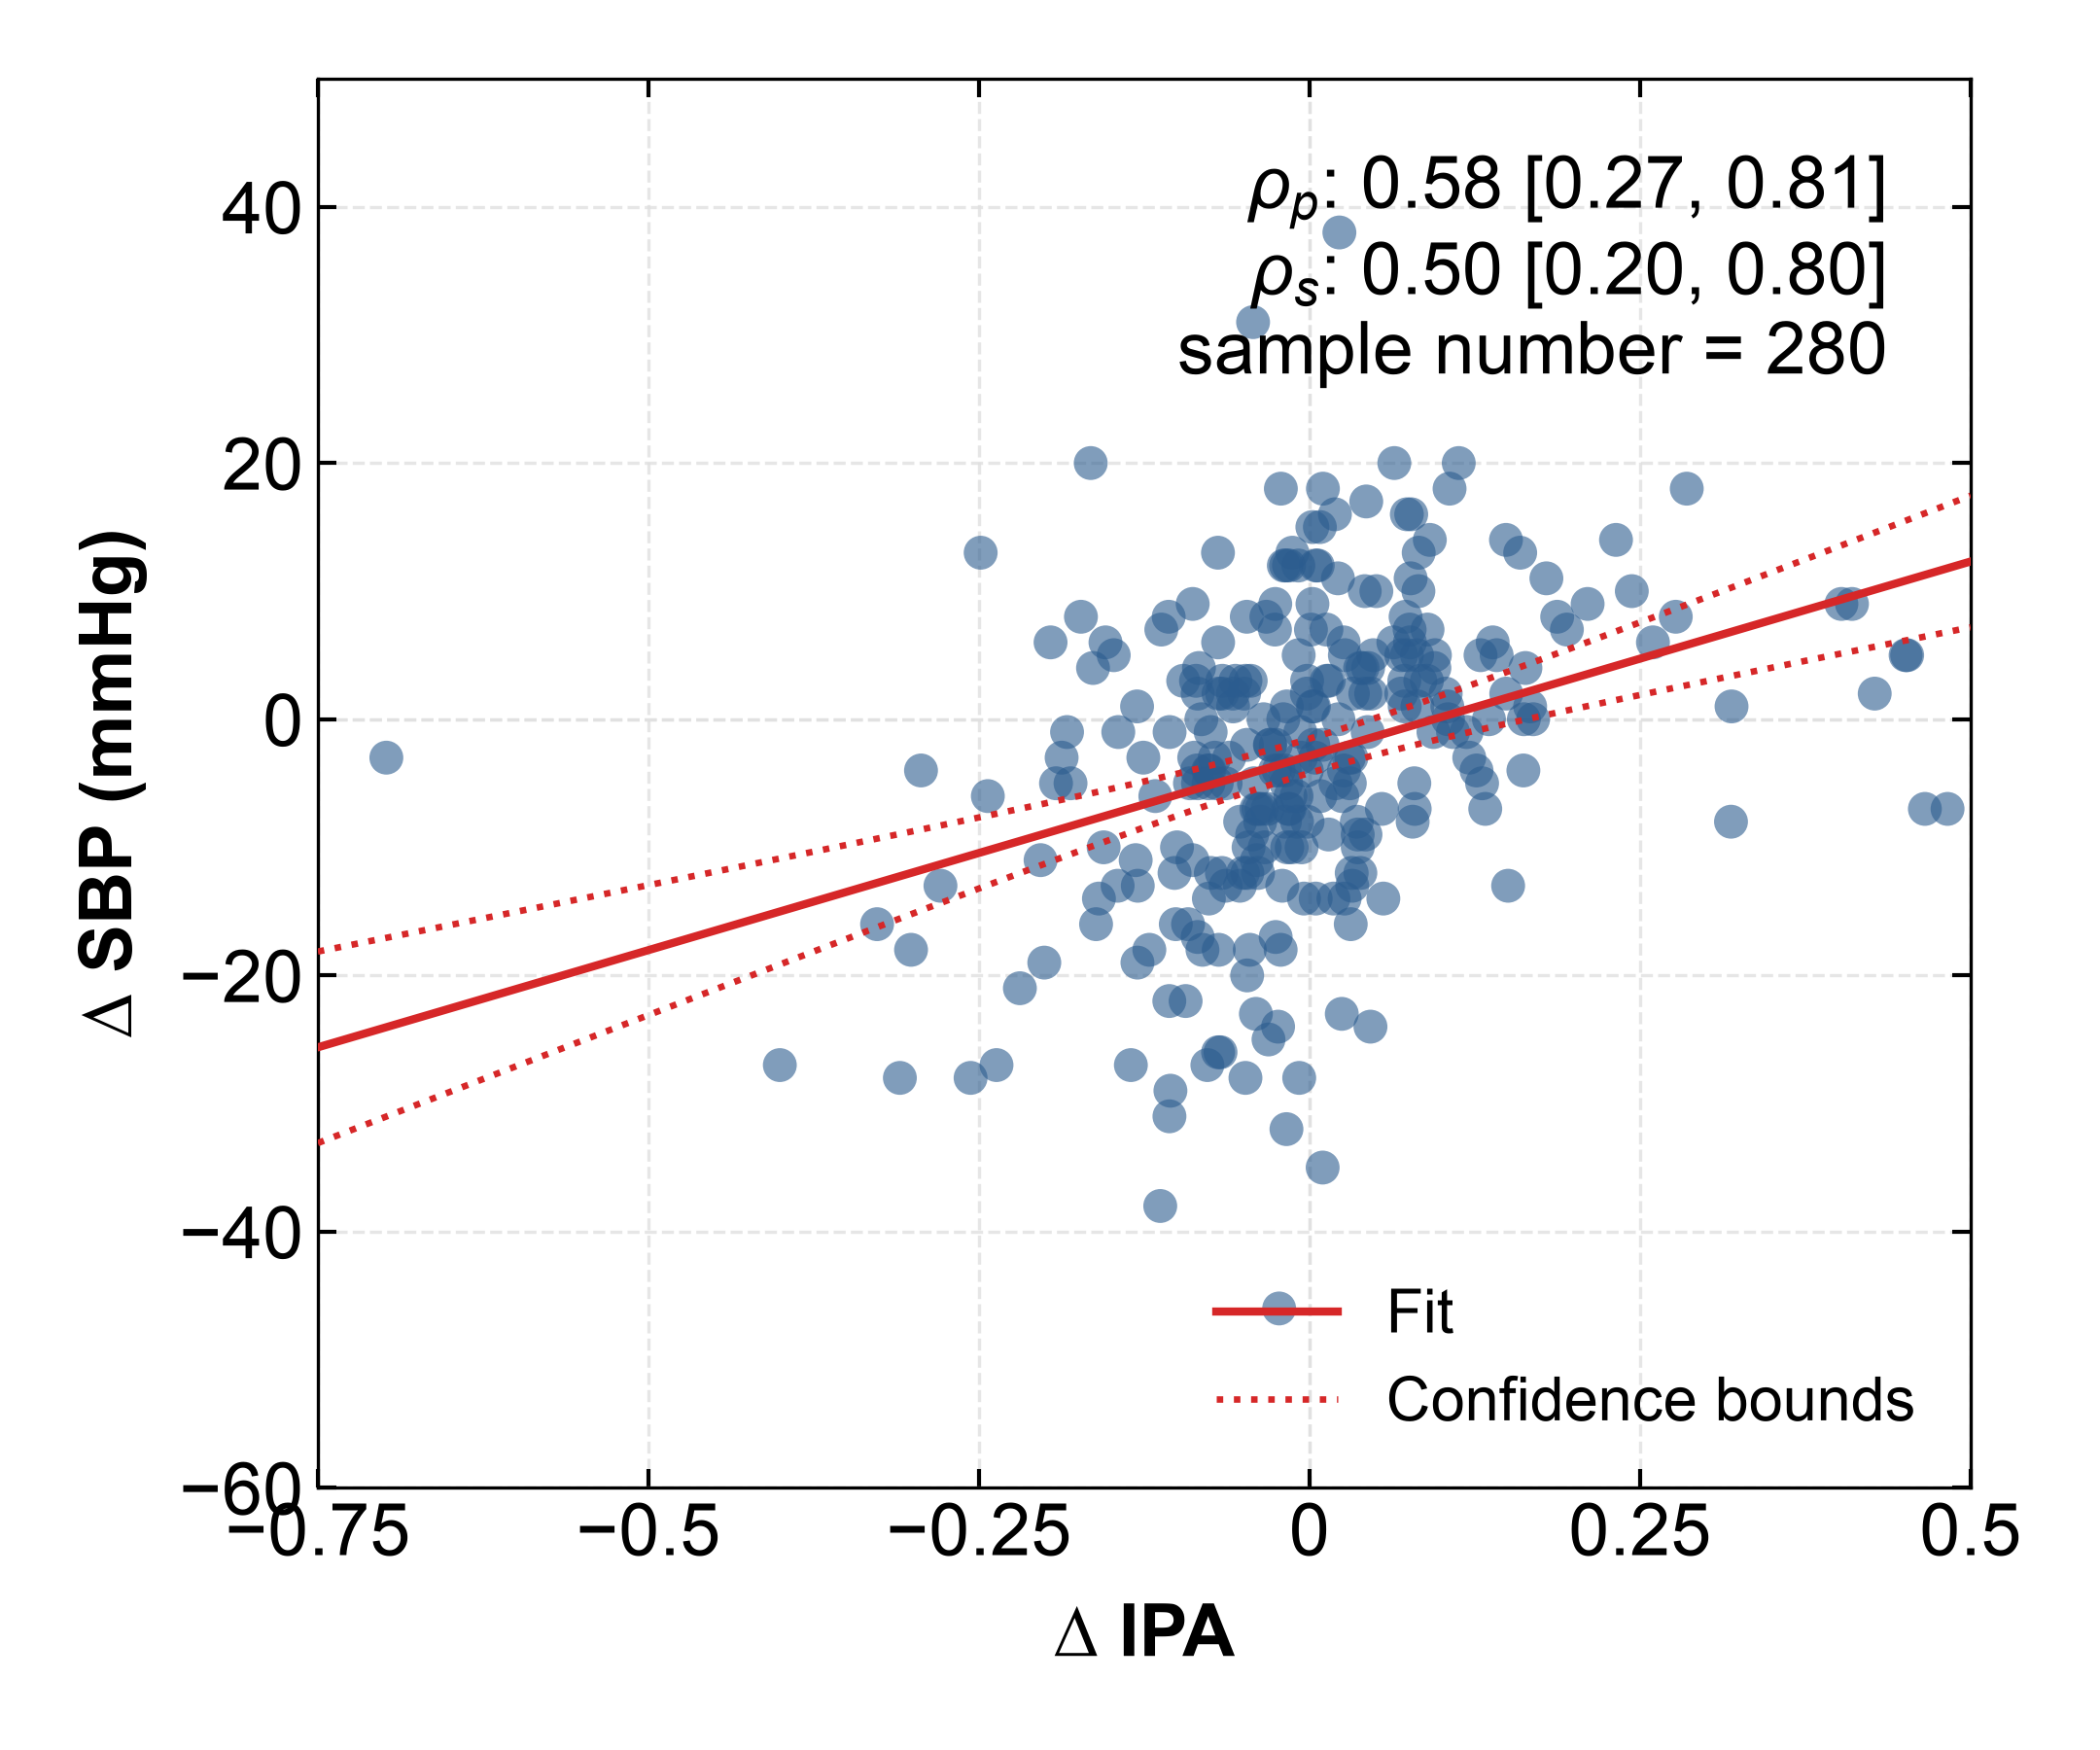 ρp: 0.58 [0.27, 0.81]
ρs: 0.50 [0.20, 0.80]
sample number = 280
40
20
0
−20
−40
−60
Δ SBP (mmHg)
Fit
Confidence bounds
−0.75 −0.5 −0.25 0 0.25 0.5
Δ IPA